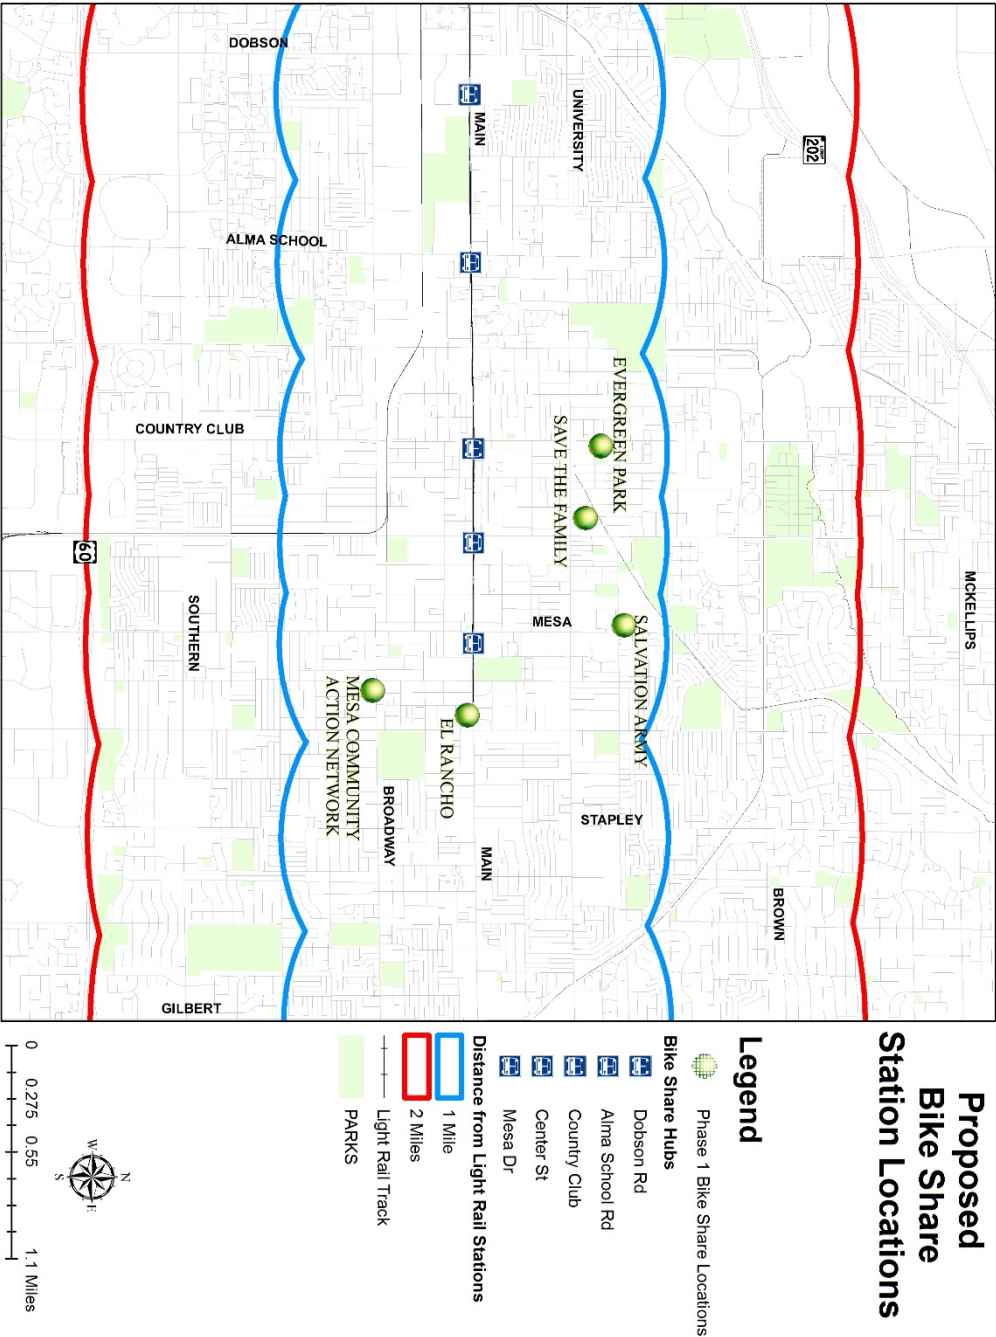 Proposed
Bike Share
Station Locations
Legend
Phase 1 Bike Share Locations
Bike Share Hubs
Dobson Rd
Alma School Rd
Country Club
Center St
Mesa Dr
Distance from Light Rail Stations
1 Mile
2 Miles
Light Rail Track
PARKS
N
W
E
S
0
0.275
0.55
1.1 Miles
MCKELLIPS
LOOP
202
BROWN
UNIVERSITY
EVERGREEN PARK
SAVE THE FAMILY
SALVATION ARMY
MESA
STAPLEY
MAIN
MAIN
EL RANCHO
BROADWAY
MESA COMMUNITY
ACTION NETWORK
DOBSON
ALMA SCHOOL
COUNTRY CLUB
SOUTHERN
GILBERT
60